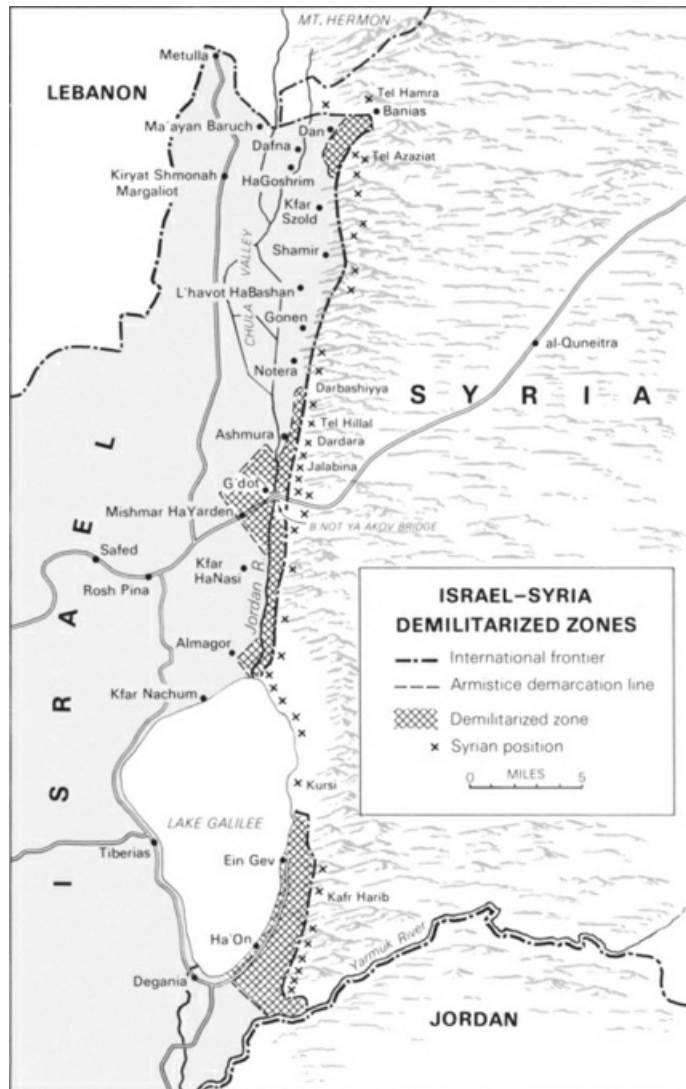 MT. HERMON
Metulla
LEBANON
Tel Hamra
Banias
Ma'ayan Baruch
Dan
Dafna
Tel Azaziat
HaGoshrim
Kiryat Shmonah
Margaliot
Kfar
Szold
Shamir
CHULA VALLEY
L'havot HaBashan
Gonen
al-Quneitra
Notera
Darbashiyya
SYRIA
Tel Hillal
Ashmura
Dardara
Jalabina
G'dot
Mishmar HaYarden
B'NOT YA'AKOV BRIDGE
Safed
Kfar
HaNasi
Rosh Pina
Jordan R.
ISRAEL
Almagor
Kfar Nachum
Kursi
LAKE GALILEE
Tiberias
Ein Gev
Kafr Harib
Ha'On
Yarmuk River
Degania
JORDAN
ISRAEL–SYRIA
DEMILITARIZED ZONES
International frontier
Armistice demarcation line
Demilitarized zone
Syrian position
0 MILES 5